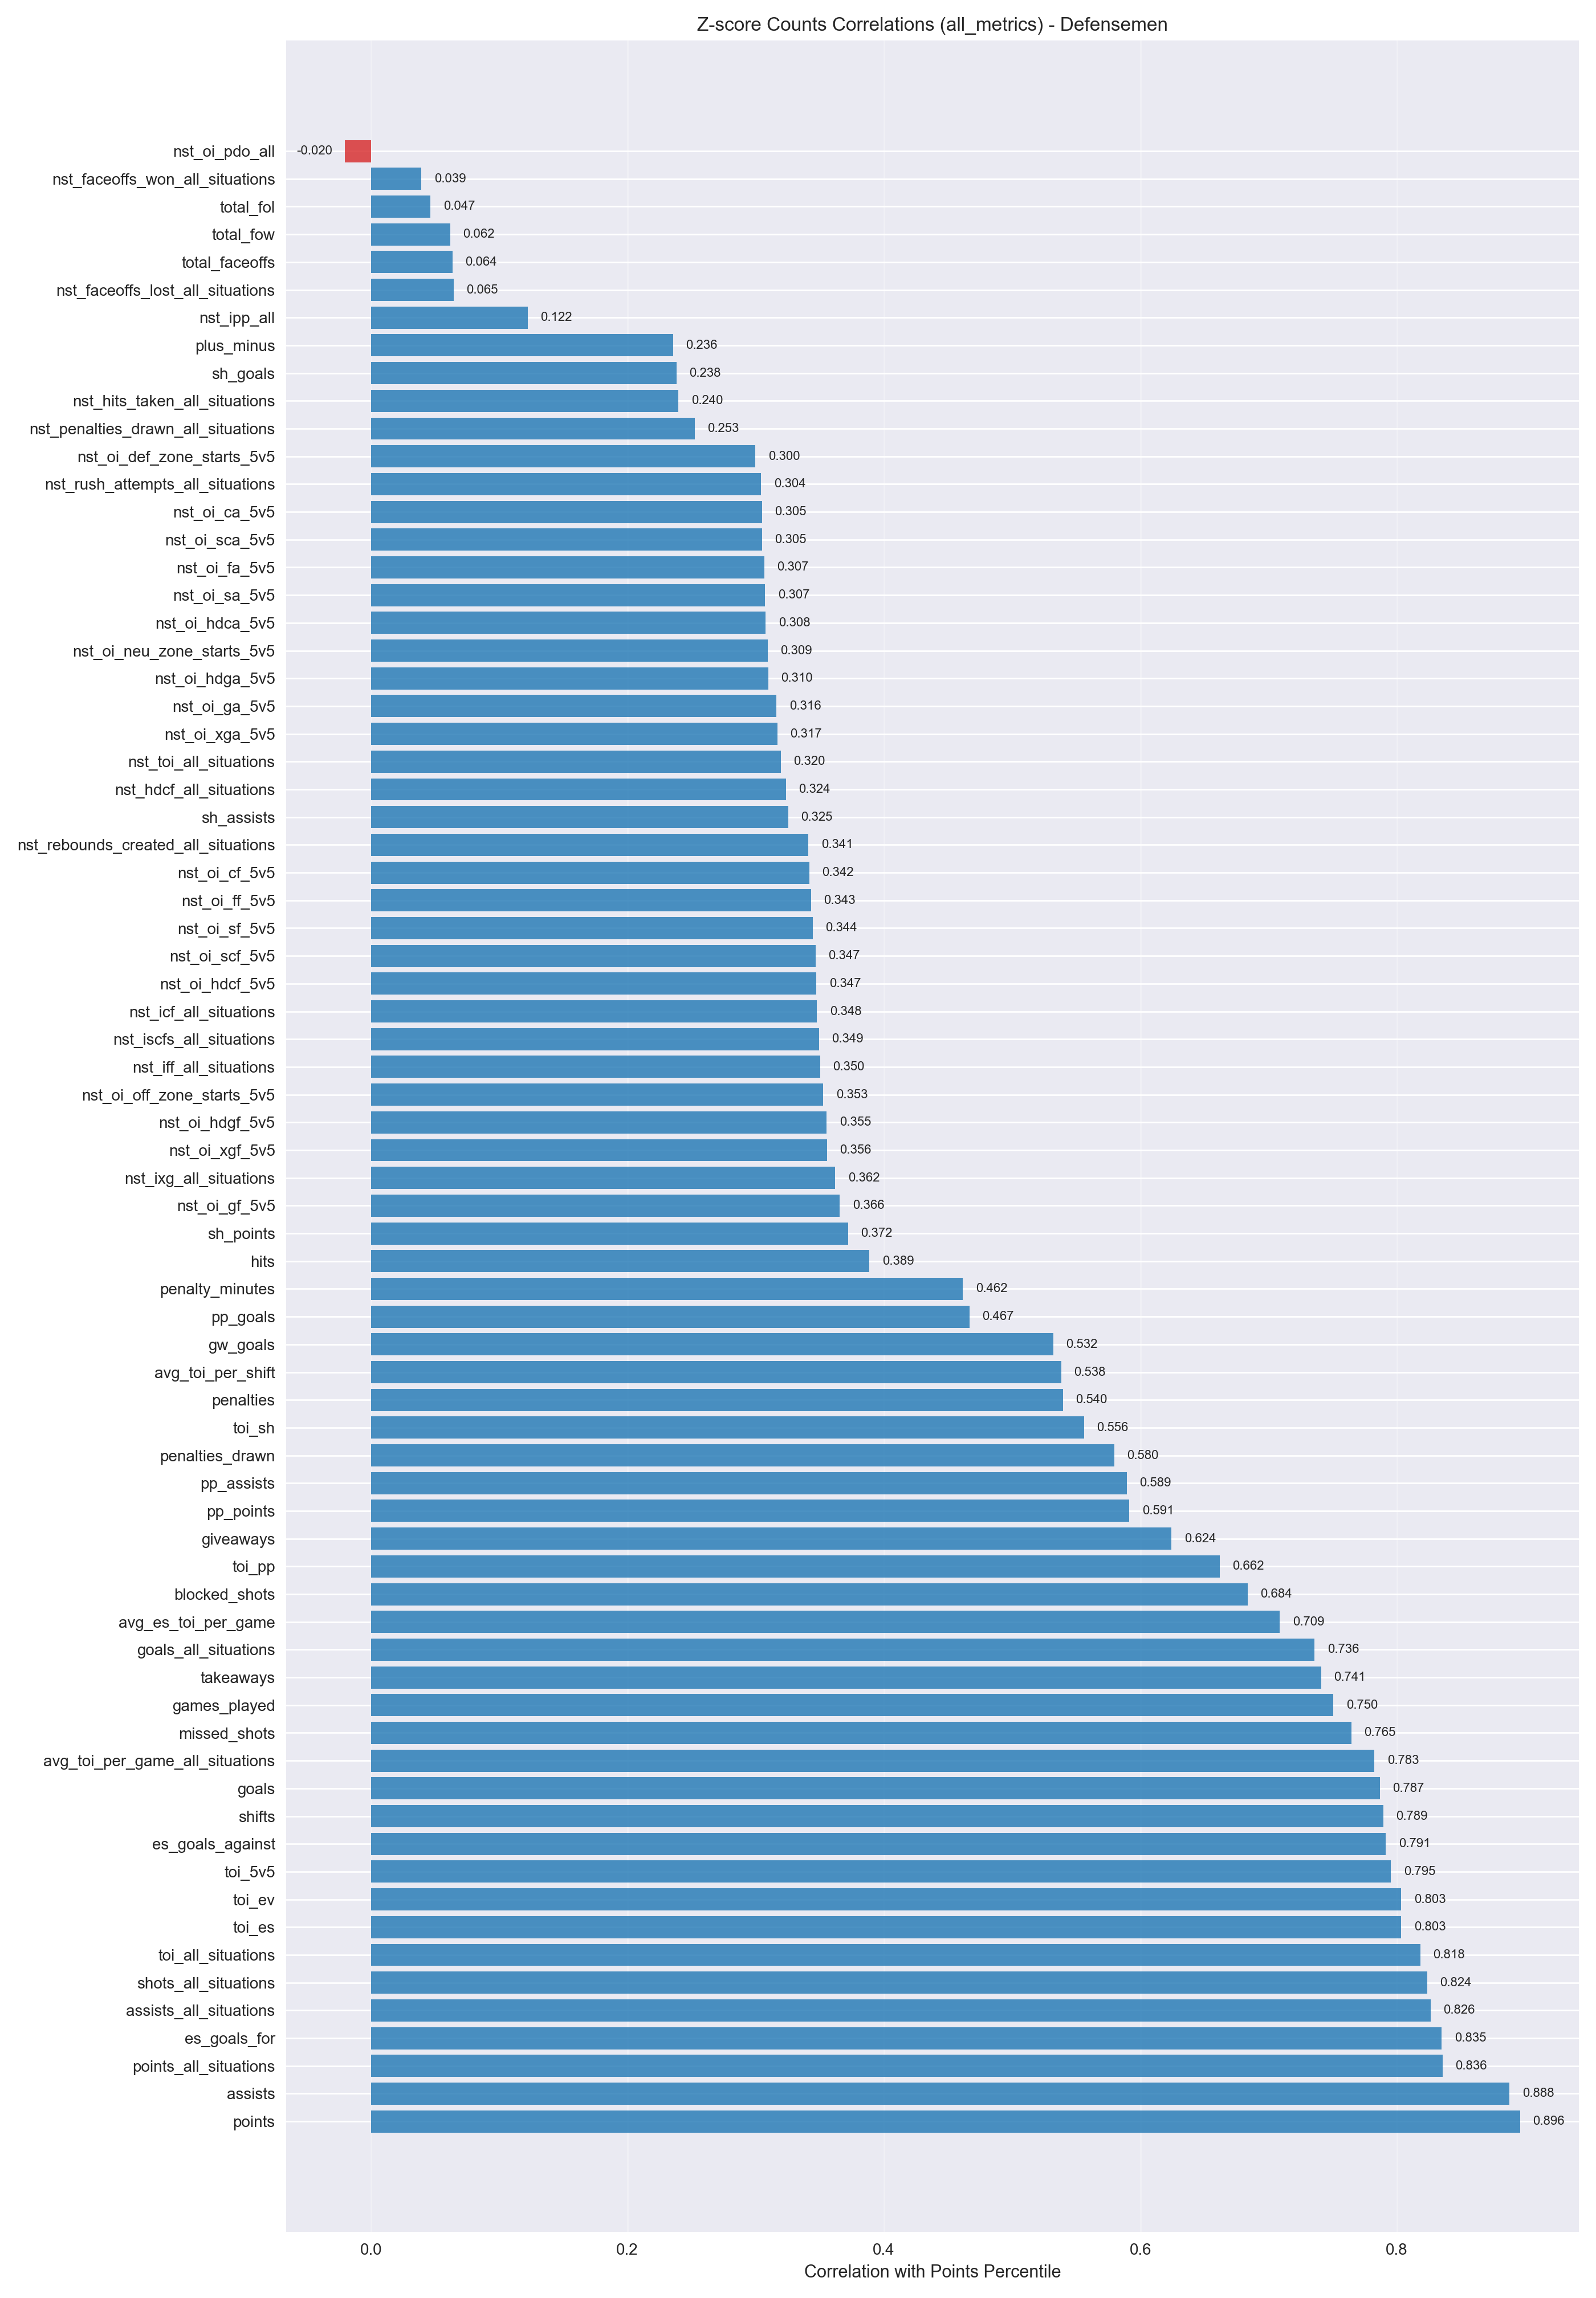 Z-score Counts Correlations (all_metrics) - Defensemen
nst_oi_pdo_all -0.020
nst_faceoffs_won_all_situations 0.039
total_fol 0.047
total_fow 0.062
total_faceoffs 0.064
nst_faceoffs_lost_all_situations 0.065
nst_ipp_all 0.122
plus_minus 0.236
sh_goals 0.238
nst_hits_taken_all_situations 0.240
nst_penalties_drawn_all_situations 0.253
nst_oi_def_zone_starts_5v5 0.300
nst_rush_attempts_all_situations 0.304
nst_oi_ca_5v5 0.305
nst_oi_sca_5v5 0.305
nst_oi_fa_5v5 0.307
nst_oi_sa_5v5 0.307
nst_oi_hdca_5v5 0.308
nst_oi_neu_zone_starts_5v5 0.309
nst_oi_hdga_5v5 0.310
nst_oi_ga_5v5 0.316
nst_oi_xga_5v5 0.317
nst_toi_all_situations 0.320
nst_hdcf_all_situations 0.324
sh_assists 0.325
nst_rebounds_created_all_situations 0.341
nst_oi_cf_5v5 0.342
nst_oi_ff_5v5 0.343
nst_oi_sf_5v5 0.344
nst_oi_scf_5v5 0.347
nst_oi_hdcf_5v5 0.347
nst_icf_all_situations 0.348
nst_iscfs_all_situations 0.349
nst_iff_all_situations 0.350
nst_oi_off_zone_starts_5v5 0.353
nst_oi_hdgf_5v5 0.355
nst_oi_xgf_5v5 0.356
nst_ixg_all_situations 0.362
nst_oi_gf_5v5 0.366
sh_points 0.372
hits 0.389
penalty_minutes 0.462
pp_goals 0.467
gw_goals 0.532
avg_toi_per_shift 0.538
penalties 0.540
toi_sh 0.556
penalties_drawn 0.580
pp_assists 0.589
pp_points 0.591
giveaways 0.624
toi_pp 0.662
blocked_shots 0.684
avg_es_toi_per_game 0.709
goals_all_situations 0.736
takeaways 0.741
games_played 0.750
missed_shots 0.765
avg_toi_per_game_all_situations 0.783
goals 0.787
shifts 0.789
es_goals_against 0.791
toi_5v5 0.795
toi_ev 0.803
toi_es 0.803
toi_all_situations 0.818
shots_all_situations 0.824
assists_all_situations 0.826
es_goals_for 0.835
points_all_situations 0.836
assists 0.888
points 0.896
0.0 0.2 0.4 0.6 0.8
Correlation with Points Percentile